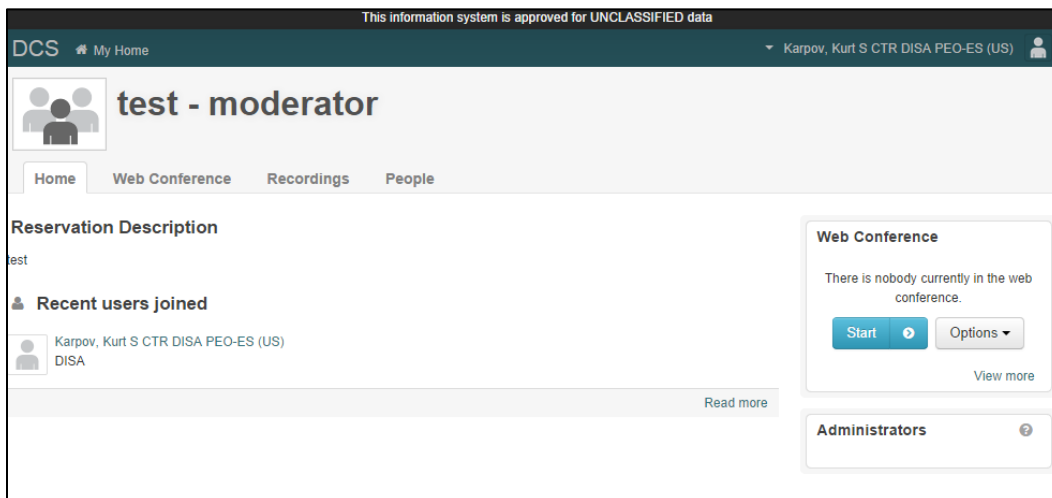 This information system is approved for UNCLASSIFIED data
DCS My Home
Karpov, Kurt S CTR DISA PEO-ES (US)
test - moderator
Home Web Conference Recordings People
Reservation Description
test
Recent users joined
Karpov, Kurt S CTR DISA PEO-ES (US)
DISA
Read more
Web Conference
There is nobody currently in the web
conference.
Start Options
View more
Administrators ?